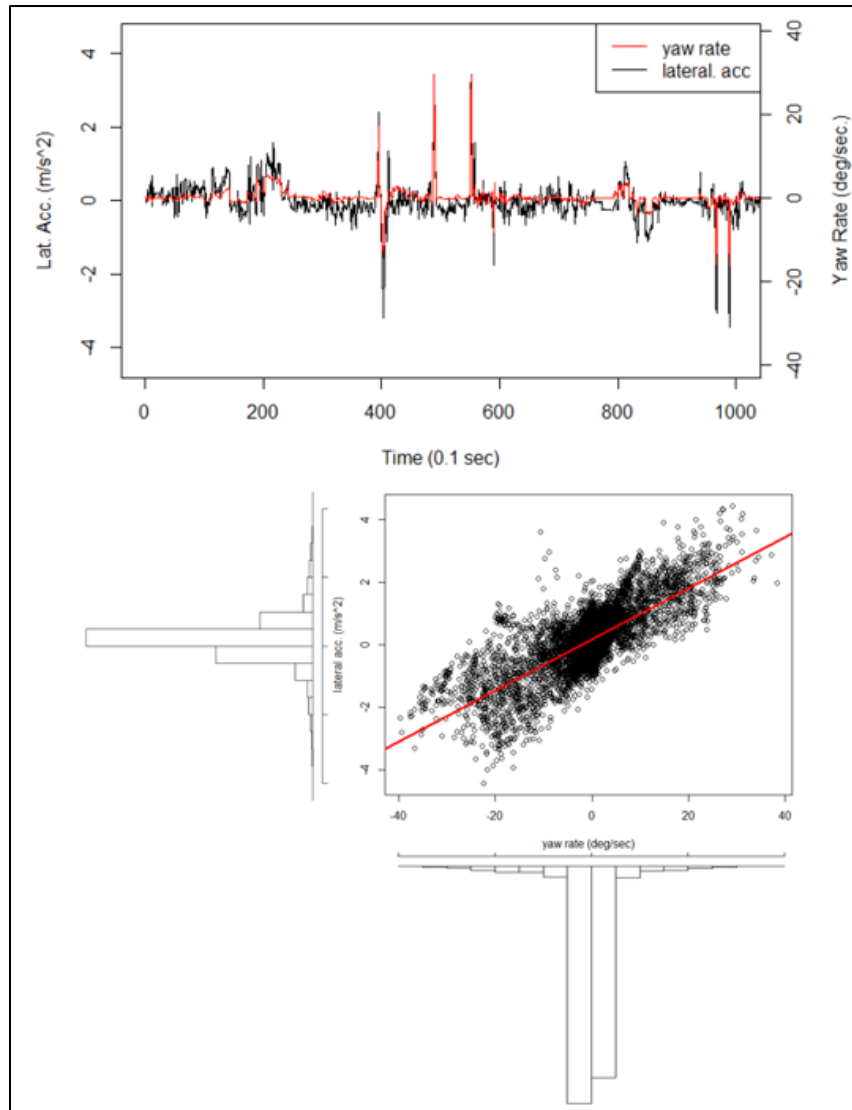 yaw rate
lateral. acc
Lat. Acc. (m/s^2)
4
2
0
-2
-4
40
20
0
-20
-40
Yaw Rate (deg/sec.)
0 200 400 600 800 1000
Time (0.1 sec)
lateral acc. (m/s^2)
4
2
0
-2
-4
-40 -20 0 20 40
yaw rate (deg/sec)